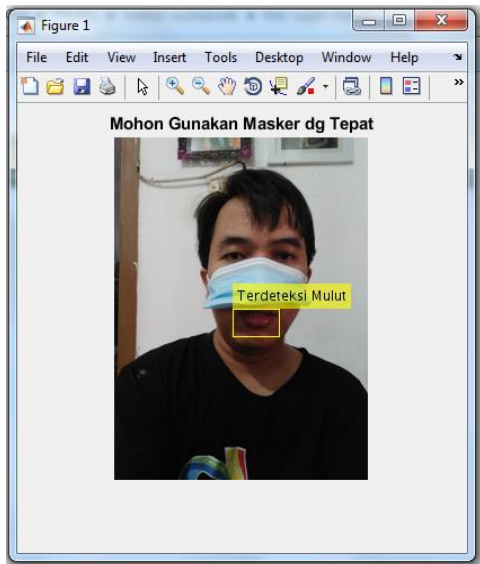 Figure 1
File Edit View Insert Tools Desktop Window Help
Mohon Gunakan Masker dg Tepat
Terdeteksi Mulut